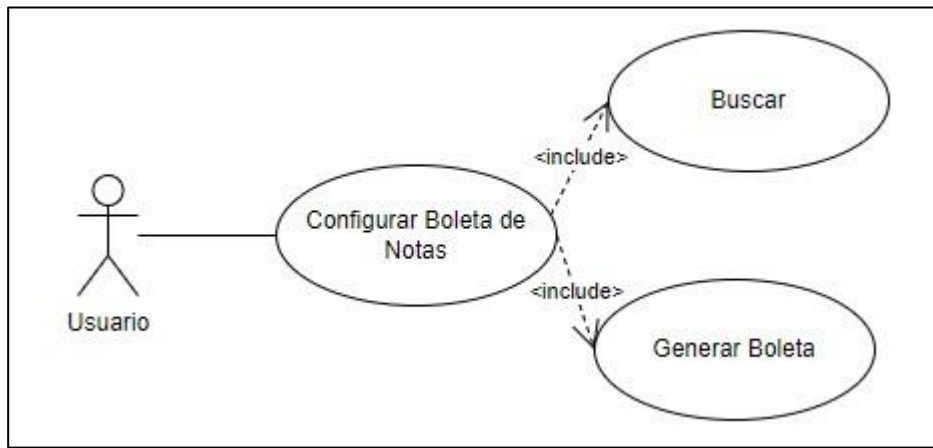 Buscar
<include>
Configurar Boleta de
Notas
<include>
Usuario
Generar Boleta